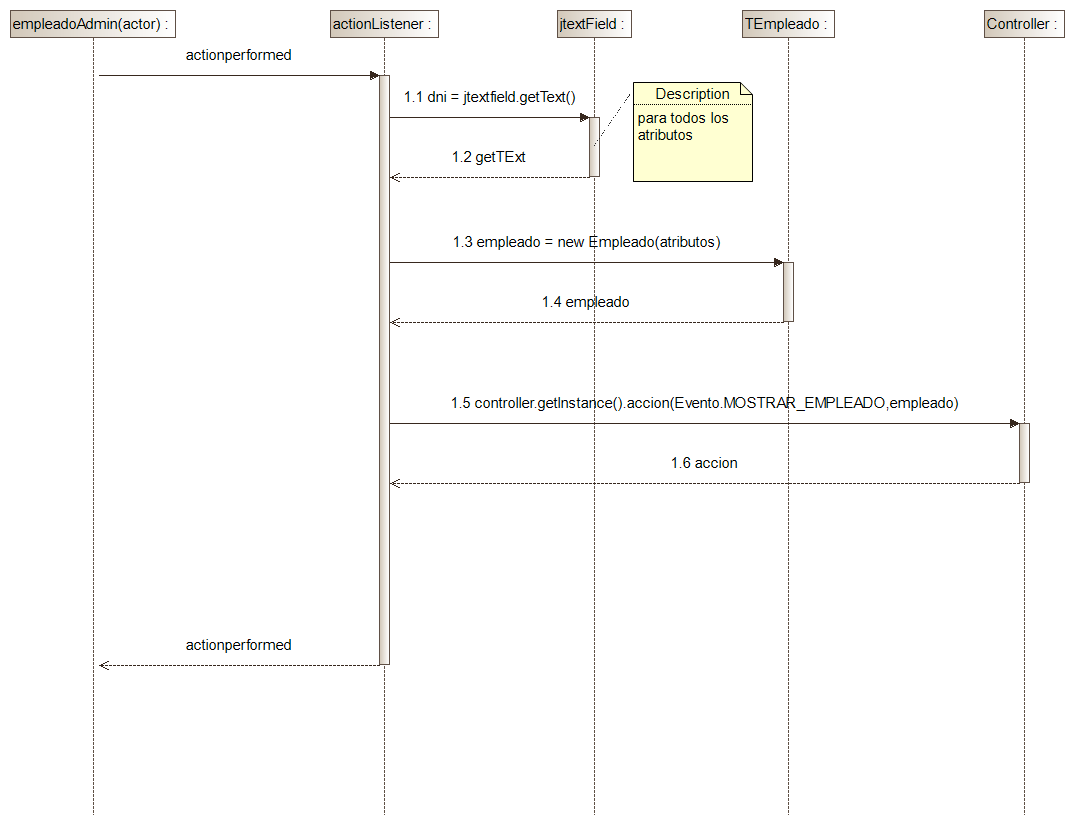 empleadoAdmin(actor) :
actionListener :
jtextField :
TEmpleado :
Controller :
actionperformed
1.1 dni = jtextfield.getText()
Description
para todos los
atributos
1.2 getTExt
1.3 empleado = new Empleado(atributos)
1.4 empleado
1.5 controller.getInstance().accion(Evento.MOSTRAR_EMPLEADO,empleado)
1.6 accion
actionperformed